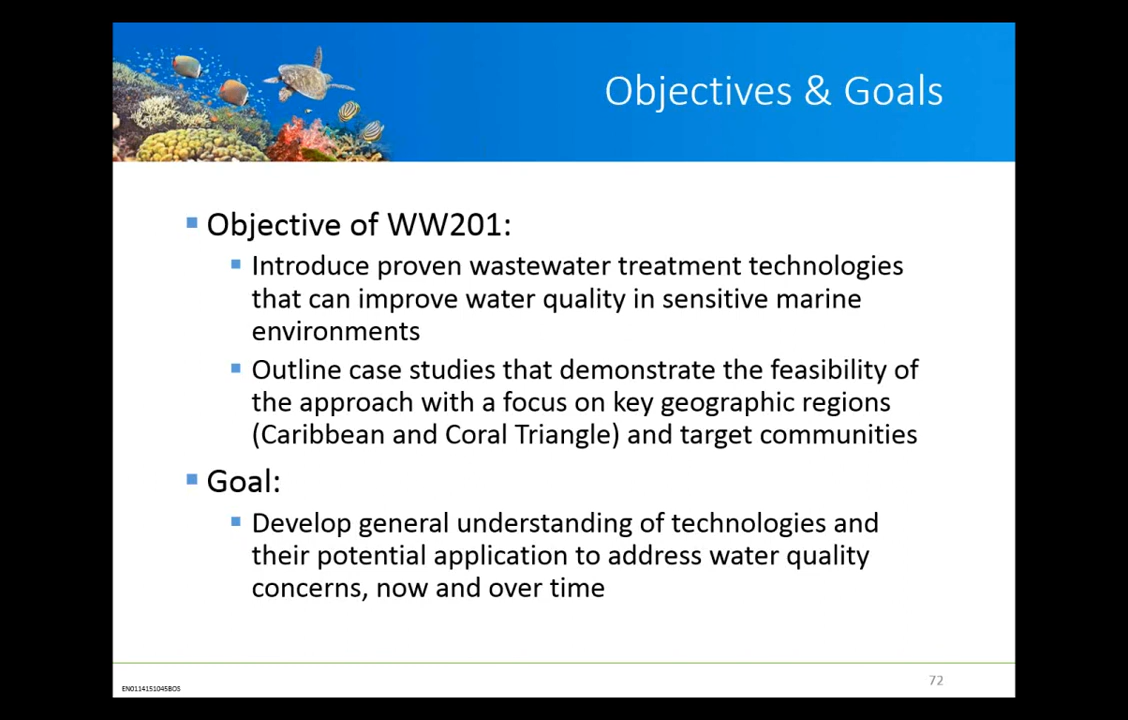 Objectives & Goals
Objective of WW201:
Introduce proven wastewater treatment technologies
that can improve water quality in sensitive marine
environments
Outline case studies that demonstrate the feasibility of
the approach with a focus on key geographic regions
(Caribbean and Coral Triangle) and target communities
Goal:
Develop general understanding of technologies and
their potential application to address water quality
concerns, now and over time
72
EN0114151045BOS